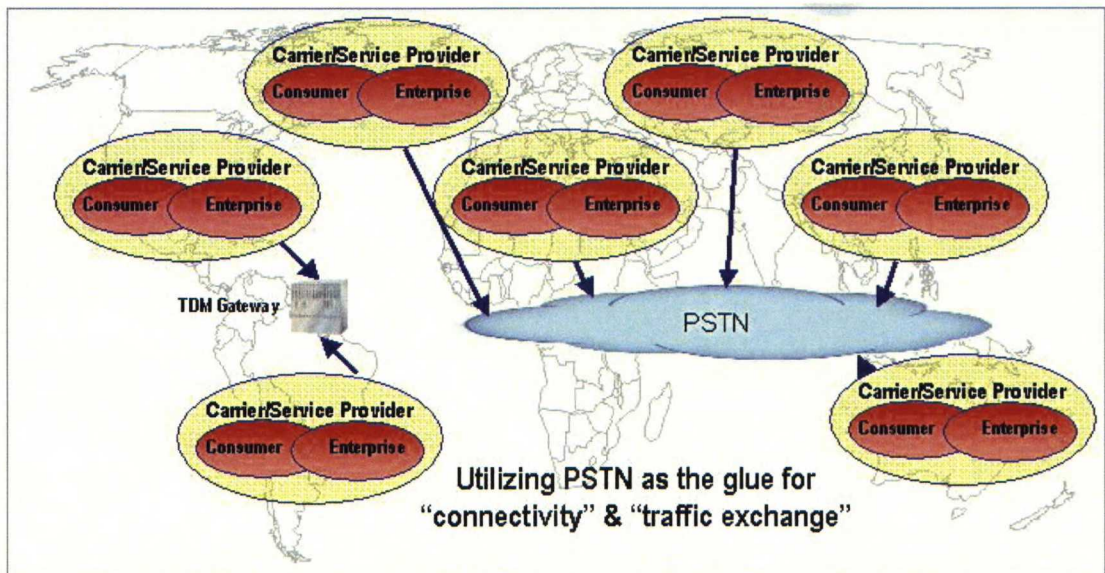 Carrier/Service Provider
Consumer Enterprise
Carrier/Service Provider
Consumer Enterprise
Carrier/Service Provider
Consumer Enterprise
Carrier/Service Provider
Consumer Enterprise
Carrier/Service Provider
Consumer Enterprise
TDM Gateway
PSTN
Carrier/Service Provider
Consumer Enterprise
Carrier/Service Provider
Consumer Enterprise
Utilizing PSTN as the glue for
“connectivity” & “traffic exchange”